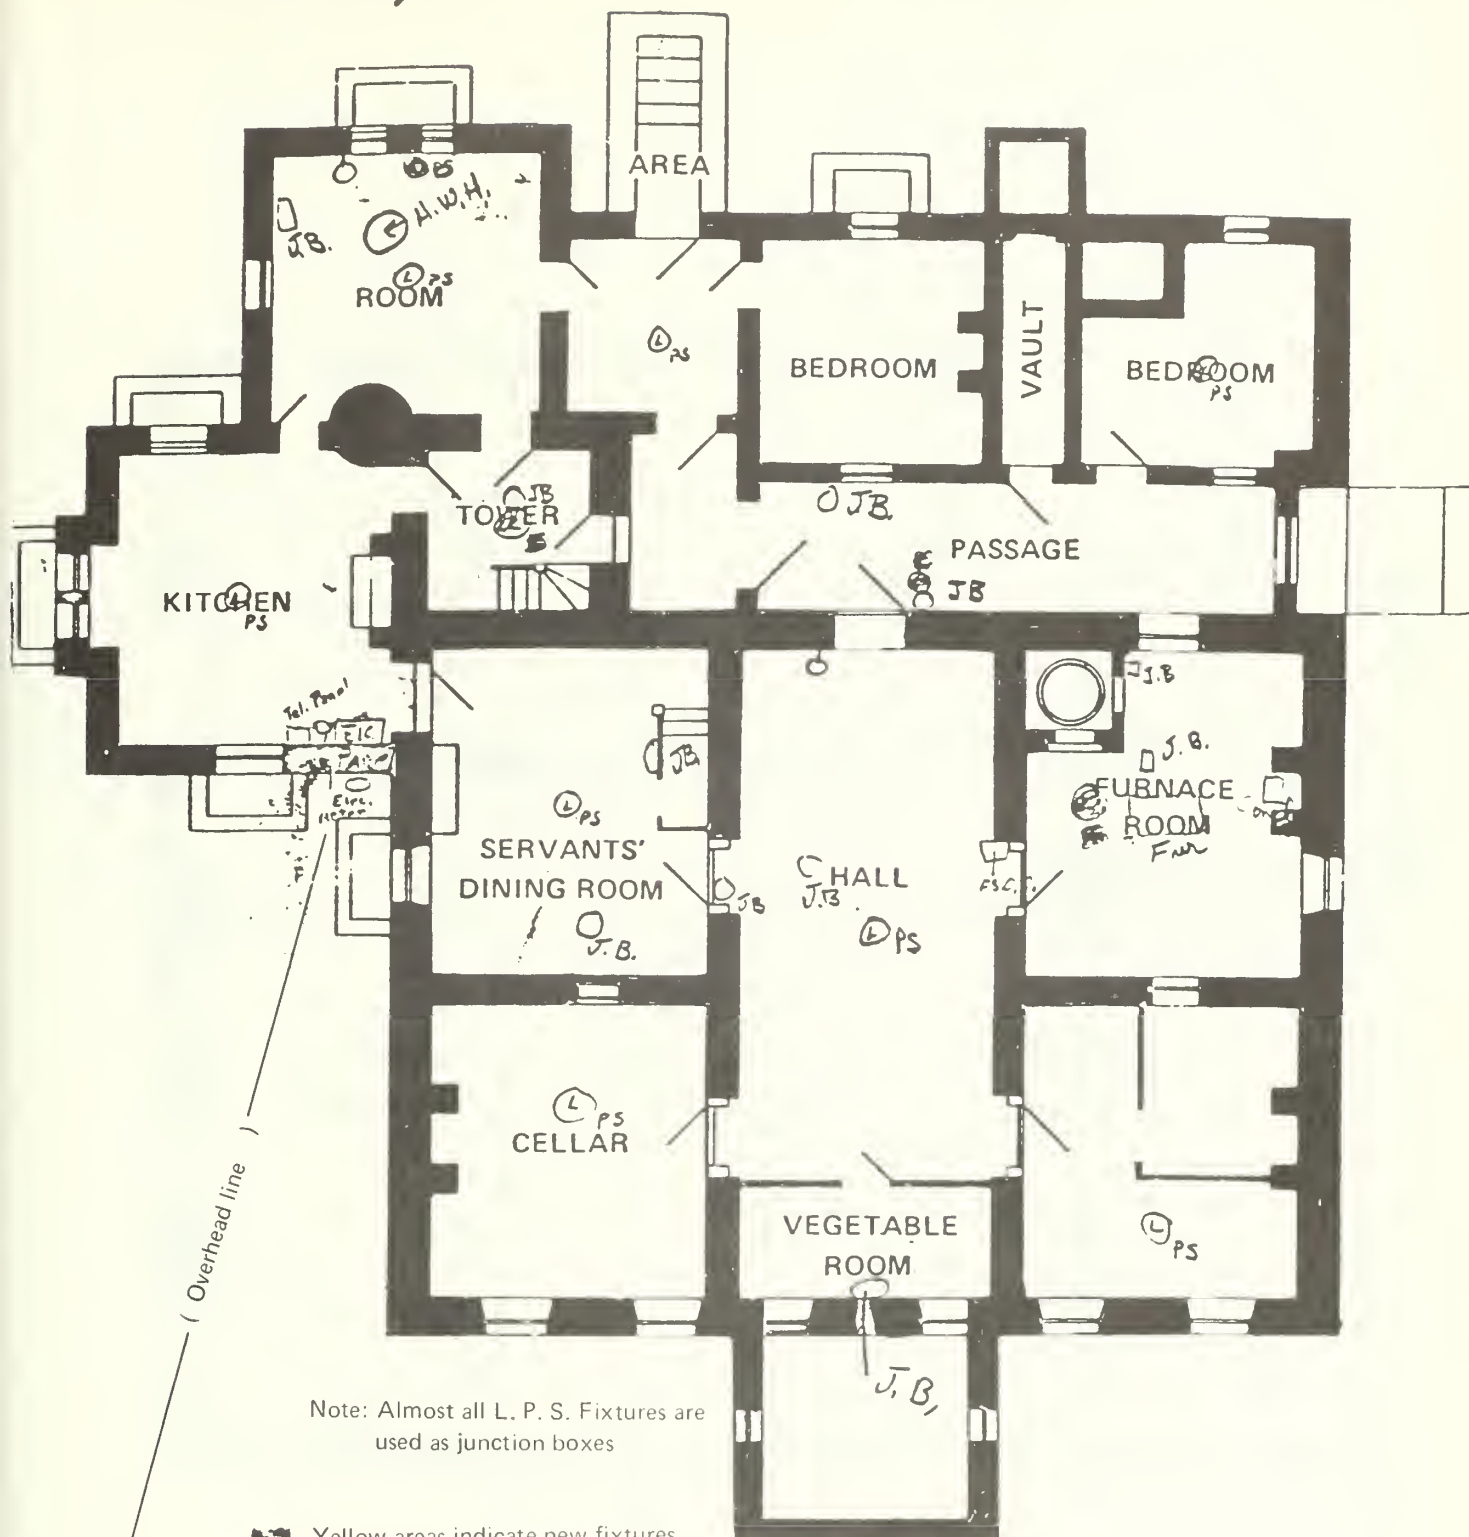 AREA
PS
H.W.H.
J.B.
L PS
ROOM
L PS
BEDROOM
VAULT
BEDROOM
PS
JB
TOWER
J.B.
PASSAGE
E
JB
KITCHEN
PS
Tel. Panel
J.B
J.B.
JB
Elec.
Meter
FURNACE
ROOM
Fur
L PS
SERVANTS'
DINING ROOM
JB
J.B.
HALL
J.B
L PS
L PS
CELLAR
VEGETABLE
ROOM
L PS
( Overhead line )
J.B,
Note: Almost all L. P. S. Fixtures are
used as junction boxes
Yellow areas indicate new fixtures